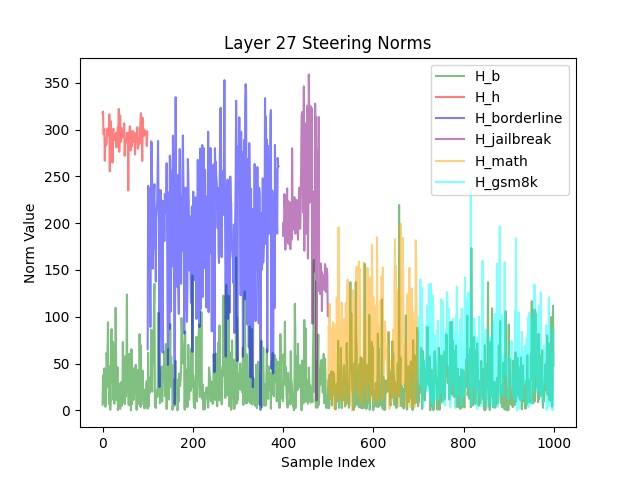 Layer 27 Steering Norms
Norm Value
350
300
250
200
150
100
50
0
H_b
H_h
H_borderline
H_jailbreak
H_math
H_gsm8k
0 200 400 600 800 1000
Sample Index